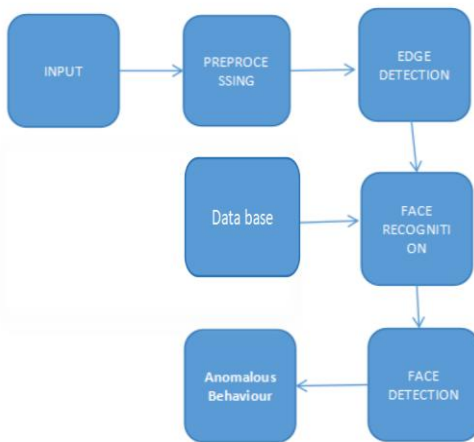 INPUT
PREPROCE
SSING
EDGE
DETECTION
Data base
FACE
RECOGNITI
ON
Anomalous
Behaviour
FACE
DETECTION